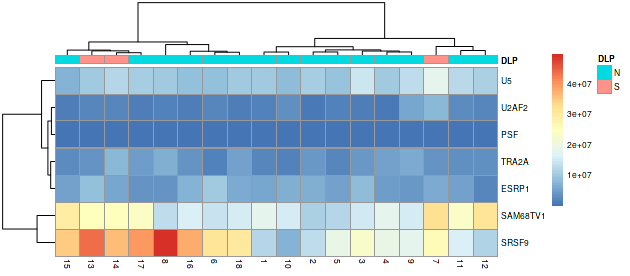 DLP
U5
U2AF2
PSF
TRA2A
ESRP1
SAM68TV1
SRSF9
15 13 14 17 8 16 6 18 1 10 2 5 3 4 9 7 11 12
4e+07
3e+07
2e+07
1e+07
DLP
N
S